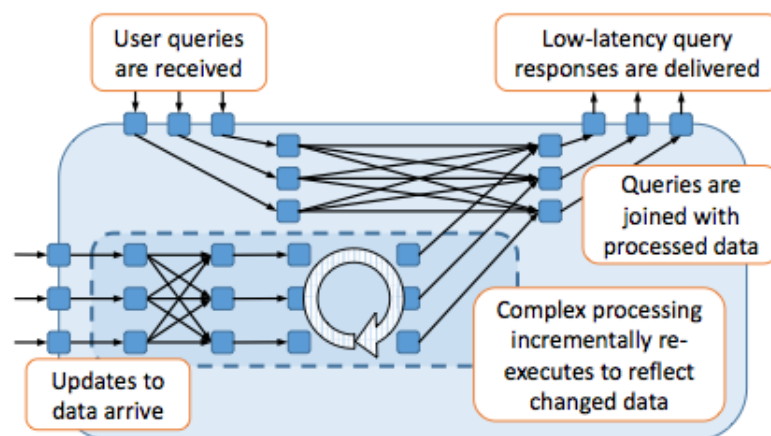 User queries
are received
Low-latency query
responses are delivered
Queries are
joined with
processed data
Complex processing
incrementally re-
executes to reflect
changed data
Updates to
data arrive